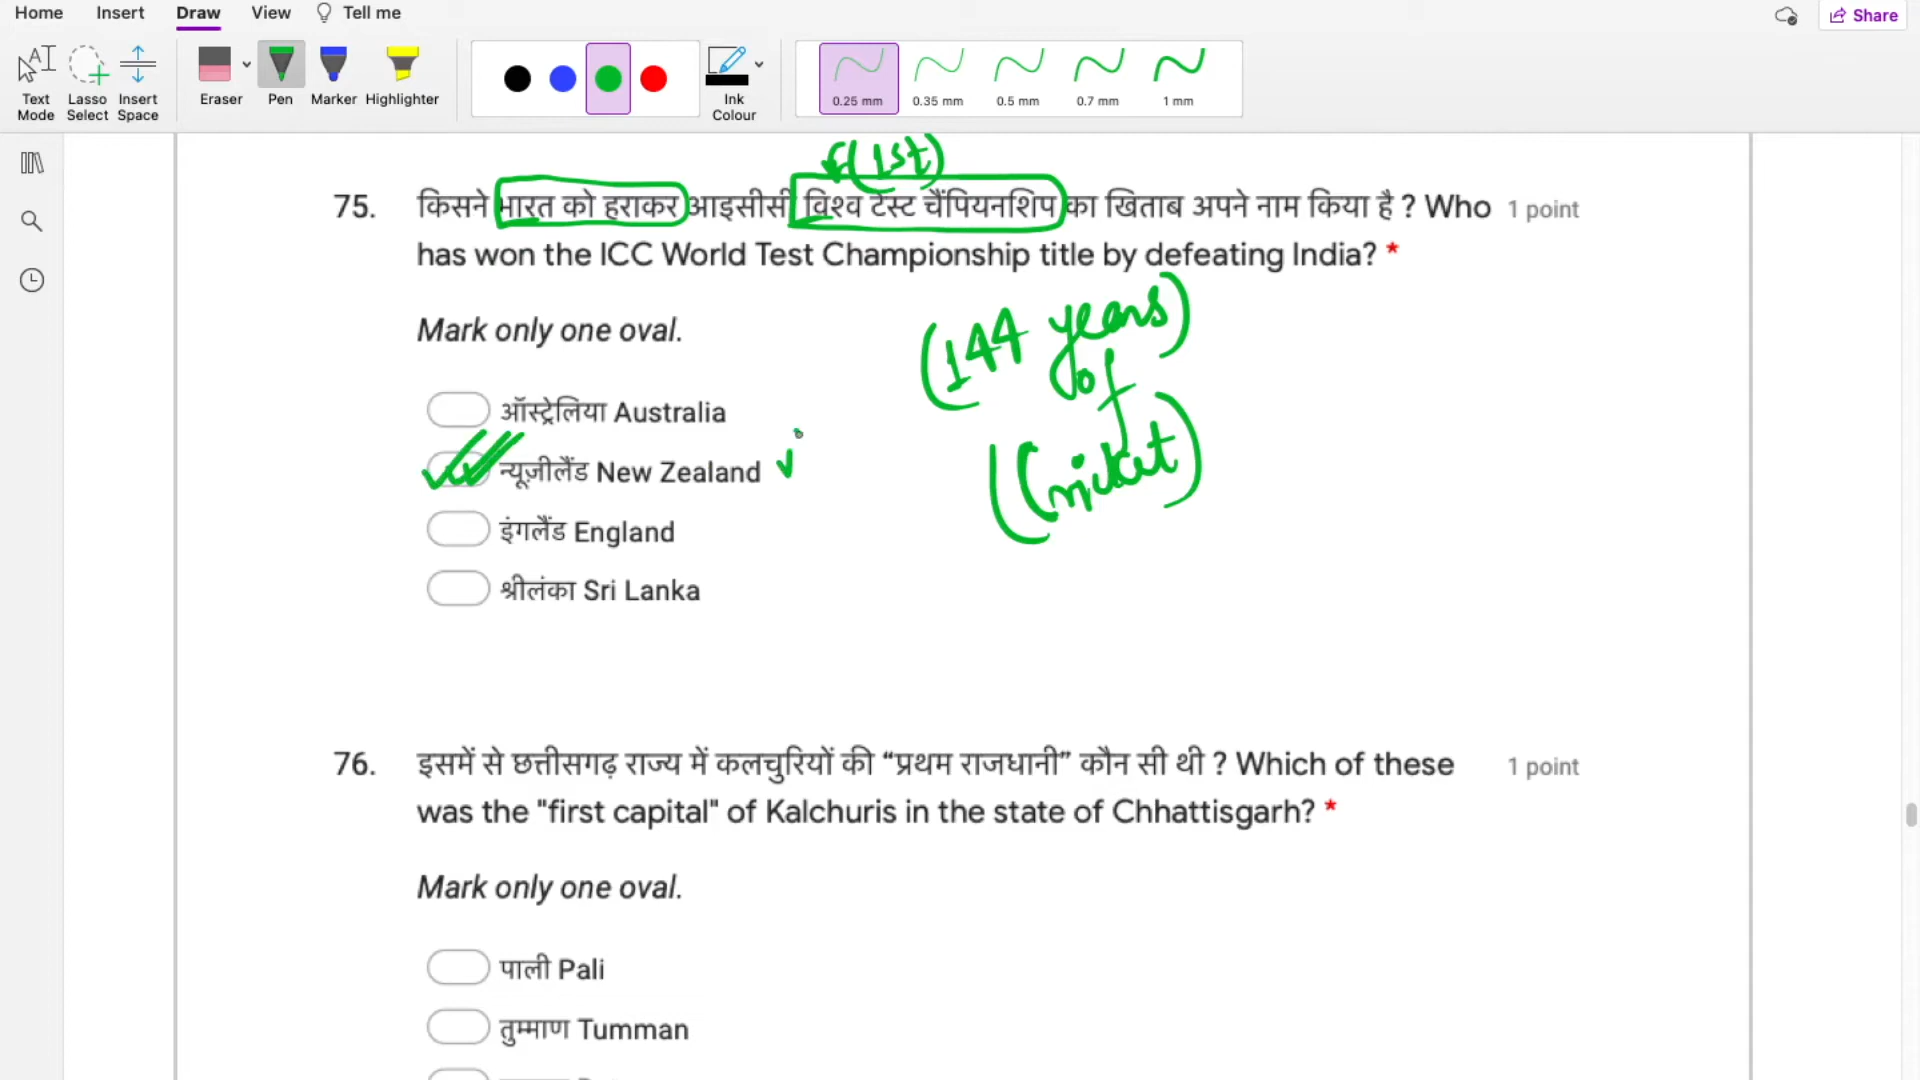 Home Insert Draw View Tell me Share
Text Mode Lasso Select Insert Space Eraser Pen Marker Highlighter Ink Colour 0.25 mm 0.35 mm 0.5 mm 0.7 mm 1 mm
(1st)
75. किसने भारत को हराकर आइसीसी विश्व टेस्ट चैंपियनशिप का खिताब अपने नाम किया है ? Who 1 point
has won the ICC World Test Championship title by defeating India? *
(144 years)
of
(Cricket)
Mark only one oval.
ऑस्ट्रेलिया Australia
न्यूज़ीलैंड New Zealand
इंगलैंड England
श्रीलंका Sri Lanka
76. इसमें से छत्तीसगढ़ राज्य में कलचुरियों की “प्रथम राजधानी” कौन सी थी ? Which of these 1 point
was the "first capital" of Kalchuris in the state of Chhattisgarh? *
Mark only one oval.
पाली Pali
तुम्माण Tumman